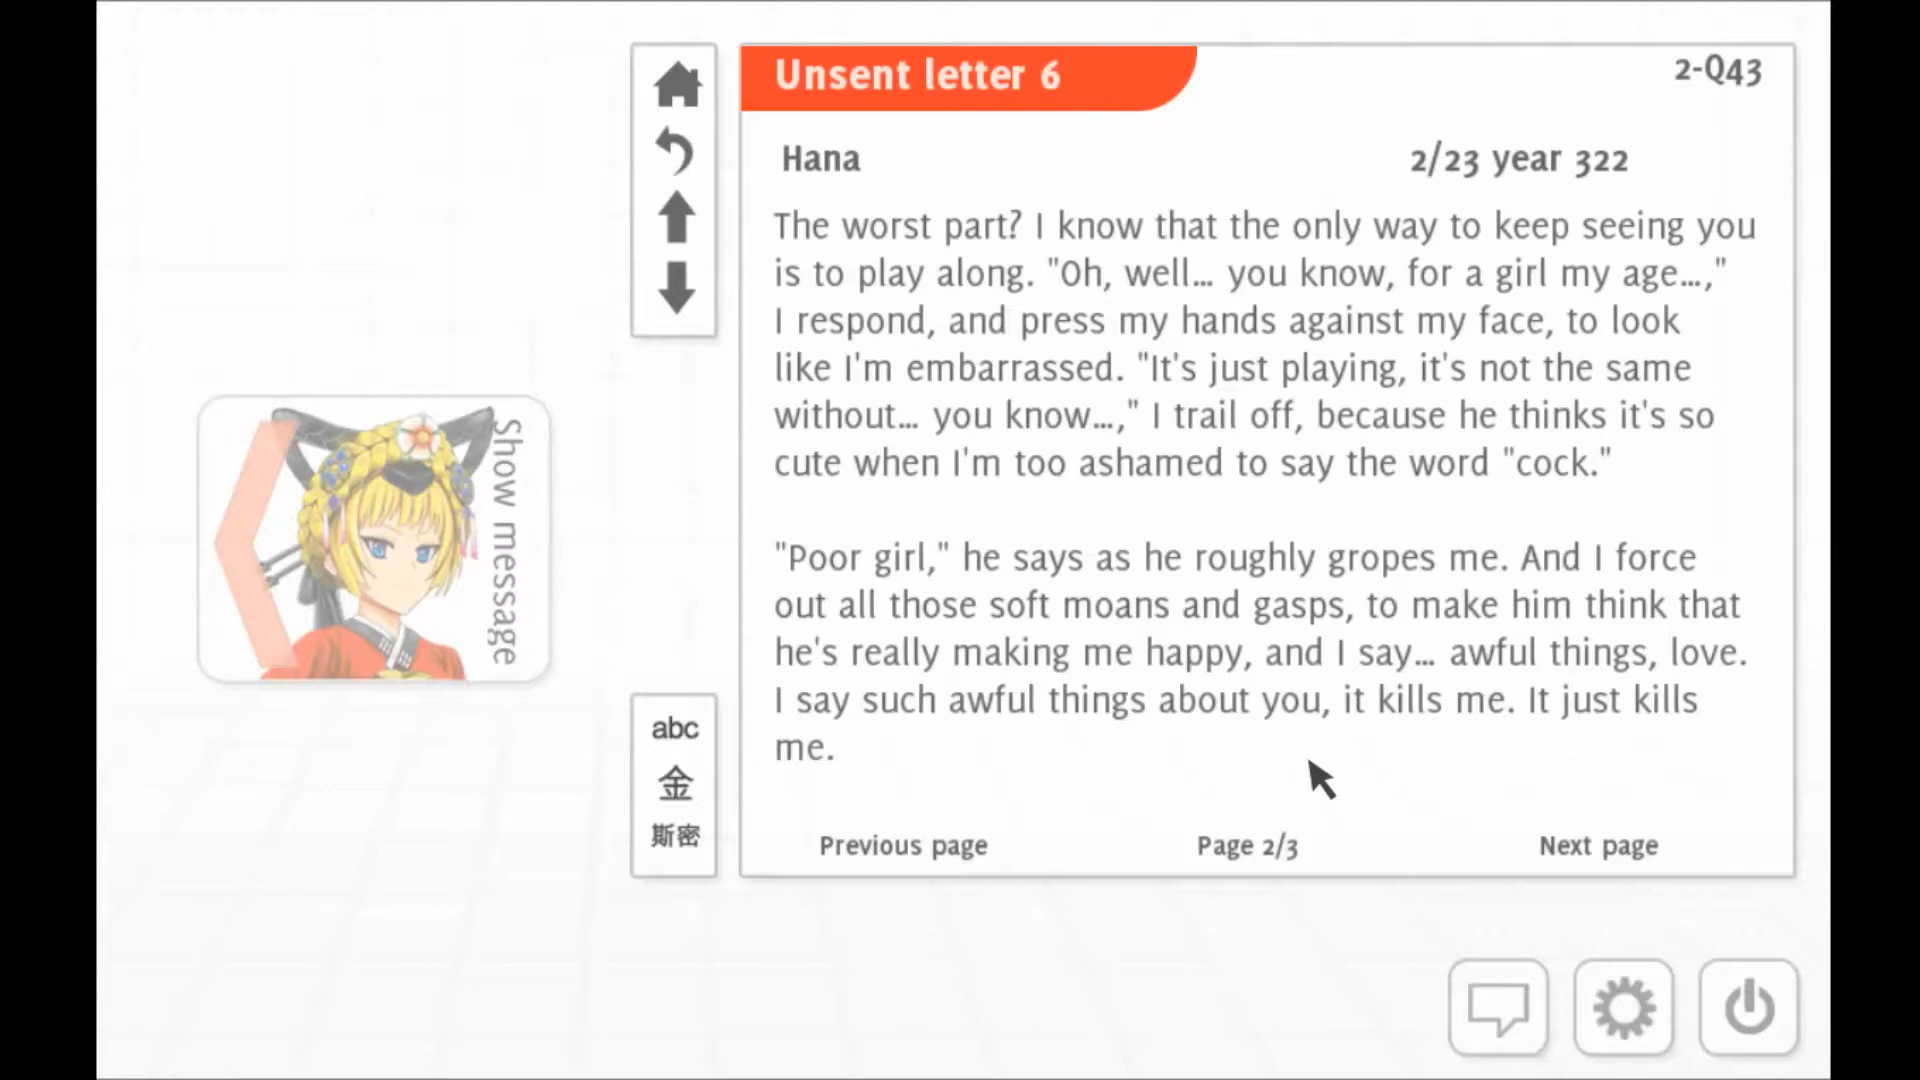 Unsent letter 6
2-Q43
Hana
2/23 year 322
The worst part? I know that the only way to keep seeing you
is to play along. "Oh, well... you know, for a girl my age...,"
I respond, and press my hands against my face, to look
like I'm embarrassed. "It's just playing, it's not the same
without... you know...," I trail off, because he thinks it's so
cute when I'm too ashamed to say the word "cock."
"Poor girl," he says as he roughly gropes me. And I force
out all those soft moans and gasps, to make him think that
he's really making me happy, and I say... awful things, love.
I say such awful things about you, it kills me. It just kills
me.
Previous page
Page 2/3
Next page
Show message
abc
金
斯密